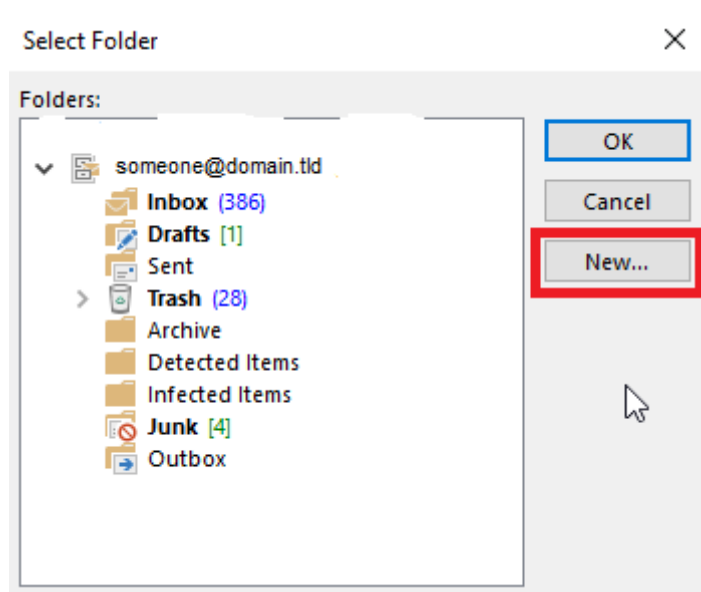 Select Folder
Folders:
someone@domain.tld
Inbox (386)
Drafts [1]
Sent
Trash (28)
Archive
Detected Items
Infected Items
Junk [4]
Outbox
OK
Cancel
New...